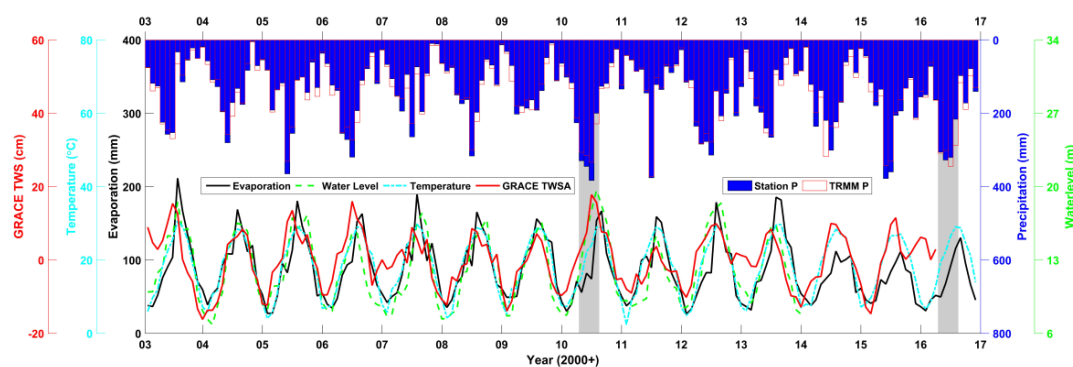 03 04 05 06 07 08 09 10 11 12 13 14 15 16 17
60 80 400 0 34
40 60 300 200 27
20 40 200 400 20
0 20 100 600 13
-20 0 0 800 6
GRACE TWS (cm)
Temperature (°C)
Evaporation (mm)
Evaporation Water Level Temperature GRACE TWSA
Station P TRMM P
Precipitation (mm)
Waterlevel (m)
03 04 05 06 07 08 09 10 11 12 13 14 15 16 17
Year (2000+)